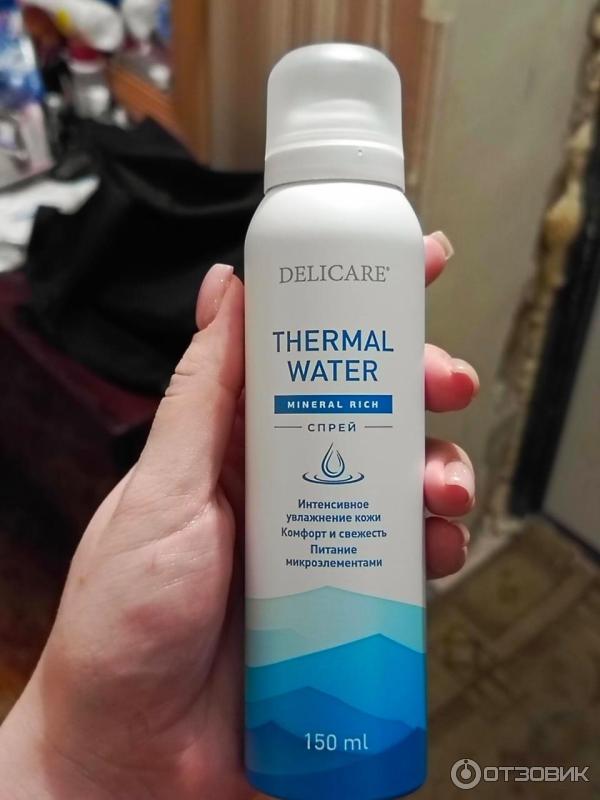 DELICARE®
THERMAL
WATER
MINERAL RICH
СПРЕЙ
Интенсивное
увлажнение кожи
Комфорт и свежесть
Питание
микроэлементами
150 ml
ОТЗОВИК